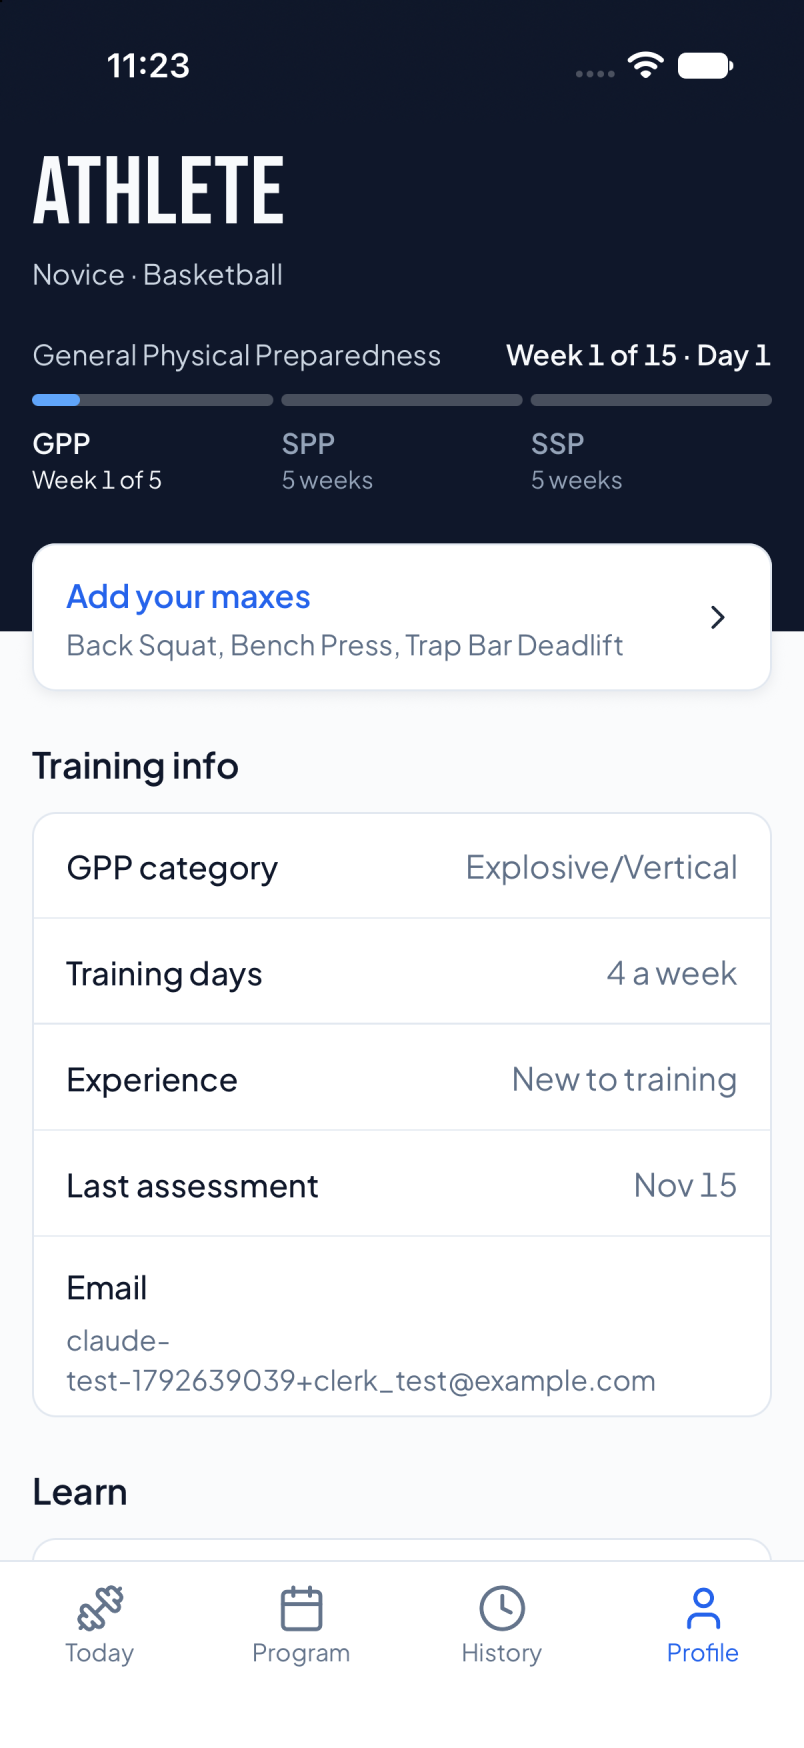 11:23
ATHLETE
Novice · Basketball
General Physical Preparedness
Week 1 of 15 · Day 1
GPP
Week 1 of 5
SPP
5 weeks
SSP
5 weeks
Add your maxes
Back Squat, Bench Press, Trap Bar Deadlift
Training info
GPP category
Explosive/Vertical
Training days
4 a week
Experience
New to training
Last assessment
Nov 15
Email
claude-
test-1792639039+clerk_test@example.com
Learn
Today
Program
History
Profile